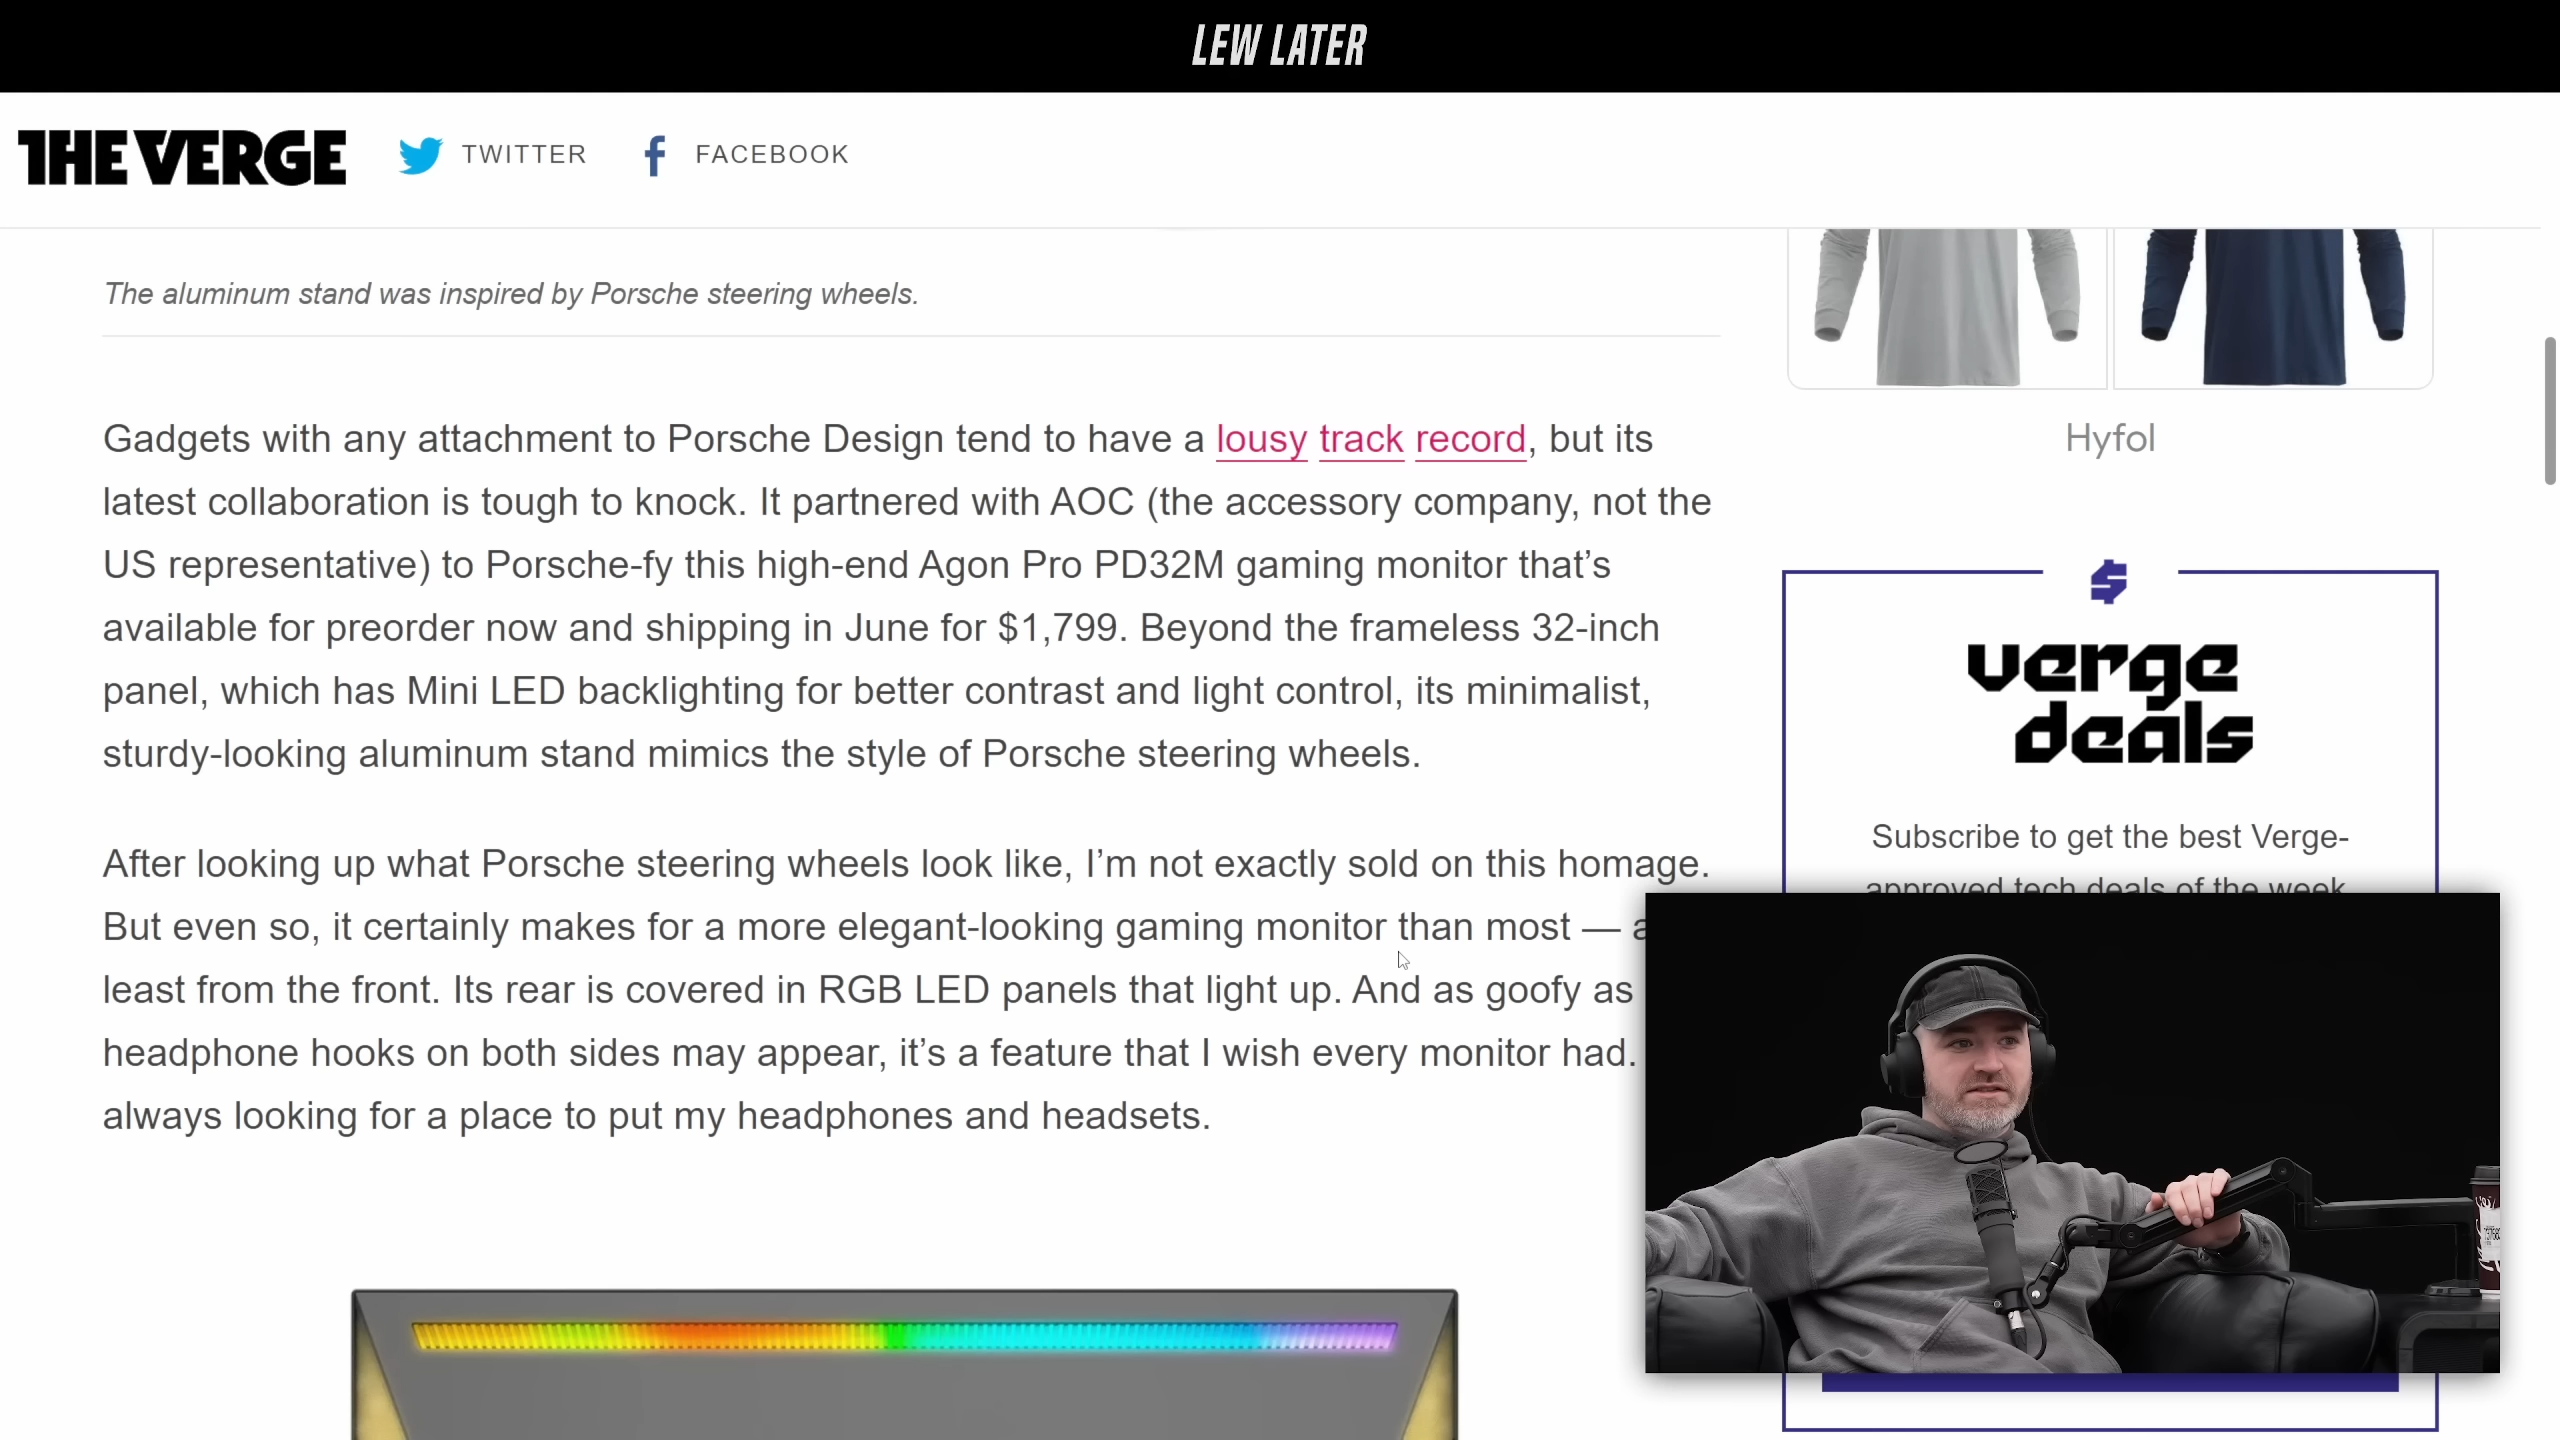 LEW LATER
THE VERGE
TWITTER
FACEBOOK
The aluminum stand was inspired by Porsche steering wheels.
Gadgets with any attachment to Porsche Design tend to have a lousy track record, but its
latest collaboration is tough to knock. It partnered with AOC (the accessory company, not the
US representative) to Porsche-fy this high-end Agon Pro PD32M gaming monitor that’s
available for preorder now and shipping in June for $1,799. Beyond the frameless 32-inch
panel, which has Mini LED backlighting for better contrast and light control, its minimalist,
sturdy-looking aluminum stand mimics the style of Porsche steering wheels.
After looking up what Porsche steering wheels look like, I’m not exactly sold on this homage.
But even so, it certainly makes for a more elegant-looking gaming monitor than most —
least from the front. Its rear is covered in RGB LED panels that light up. And as goofy as
headphone hooks on both sides may appear, it’s a feature that I wish every monitor had.
always looking for a place to put my headphones and headsets.
Hyfol
$
verge
deals
Subscribe to get the best Verge-
approved tech deals of the week.